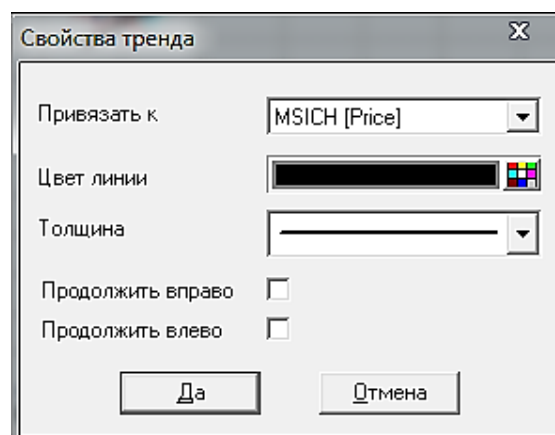 Свойства тренда
Привязать к MSICH [Price]
Цвет линии
Толщина
Продолжить вправо
Продолжить влево
Да Отмена